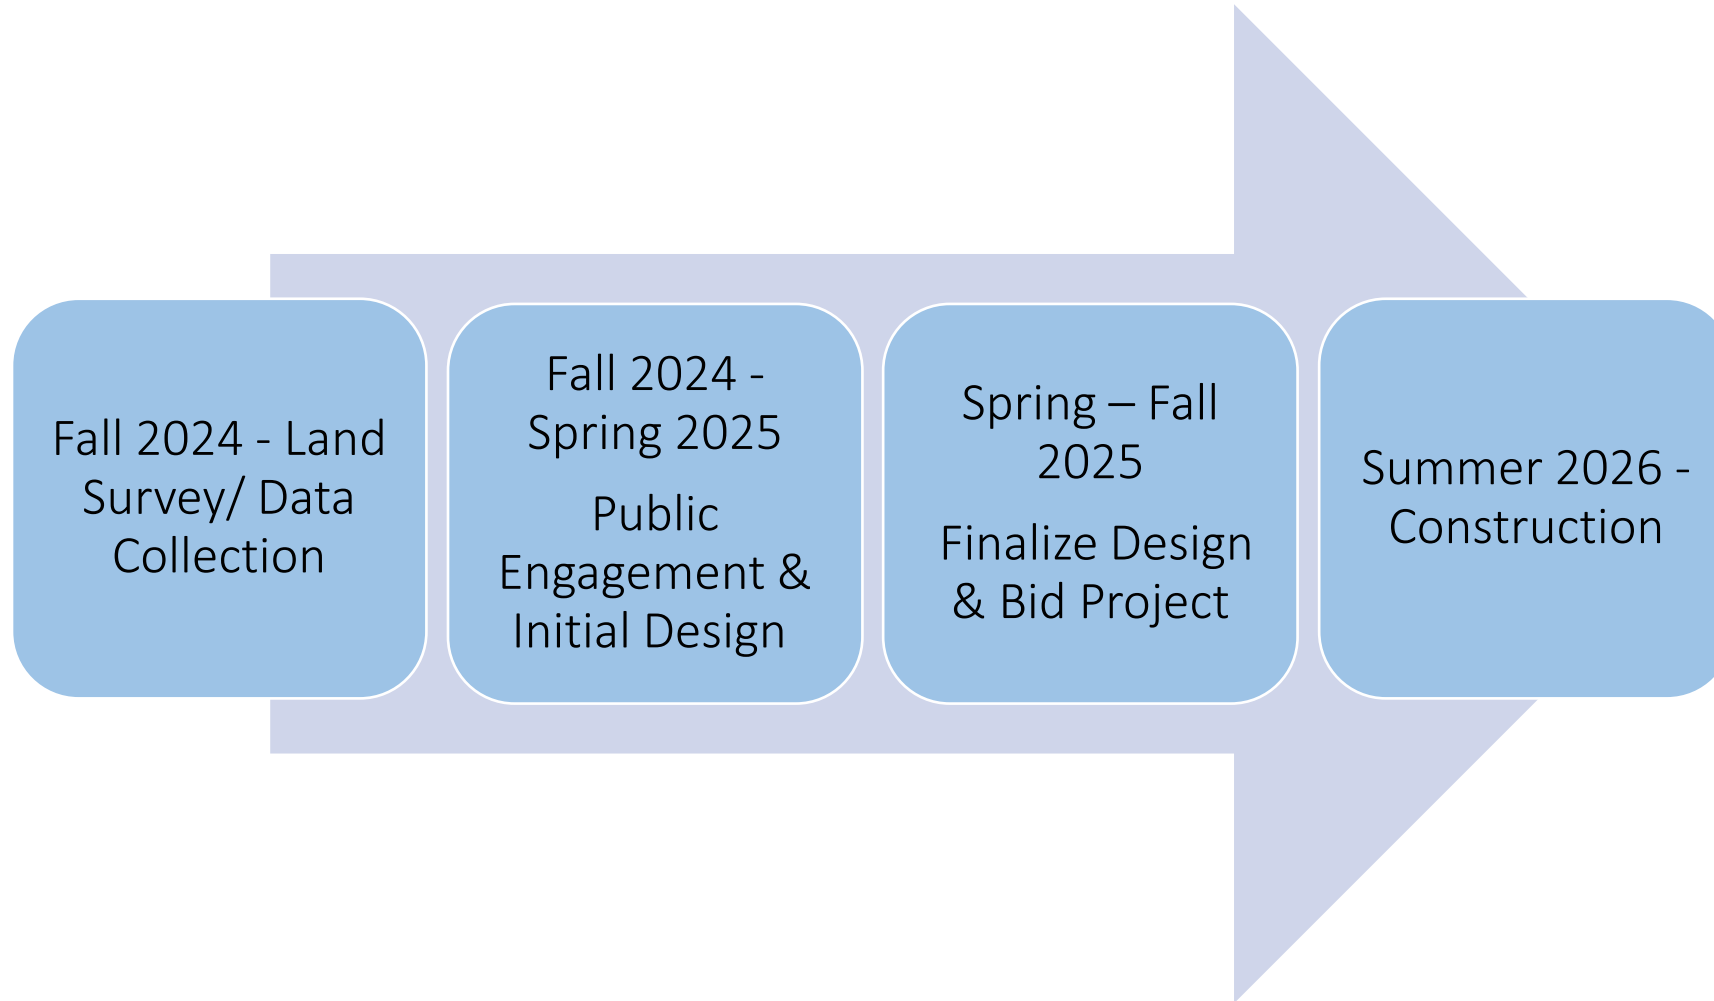 Fall 2024 - Land
Survey/ Data
Collection
Fall 2024 -
Spring 2025
Public
Engagement &
Initial Design
Spring – Fall
2025
Finalize Design
& Bid Project
Summer 2026 -
Construction